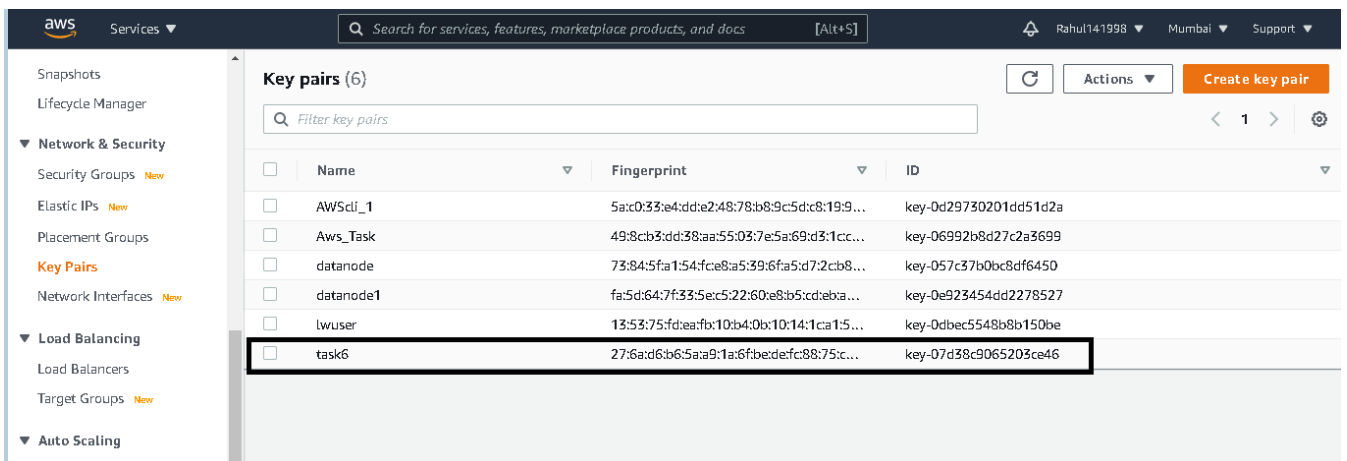 aws Services ▼ Search for services, features, marketplace products, and docs [Alt+S] Rahul141998 ▼ Mumbai ▼ Support ▼
Snapshots
Lifecycle Manager
▼ Network & Security
Security Groups New
Elastic IPs New
Placement Groups
Key Pairs
Network Interfaces New
▼ Load Balancing
Load Balancers
Target Groups New
▼ Auto Scaling
Key pairs (6) Actions ▼ Create key pair
Filter key pairs < 1 >
Name Fingerprint ID
AWScli_1 5a:c0:33:e4:dd:e2:48:78:b8:9c:5d:c8:19:9... key-0d29730201dd51d2a
Aws_Task 49:8c:b3:dd:38:aa:55:03:7e:5a:69:d3:1c:c... key-06992b8d27c2a3699
datanode 73:84:5f:a1:54:fc:e8:a5:39:6f:a5:d7:2c:b8... key-057c37b0bc8df6450
datanode1 fa:5d:64:7f:33:5e:c5:22:60:e8:b5:cd:eb:a... key-0e923454dd2278527
lwuser 13:53:75:fd:ea:fb:10:b4:0b:10:14:1c:a1:5... key-0dbec5548b8b150be
task6 27:6a:d6:b6:5a:a9:1a:6f:be:de:fc:88:75:c... key-07d38c9065203ce46